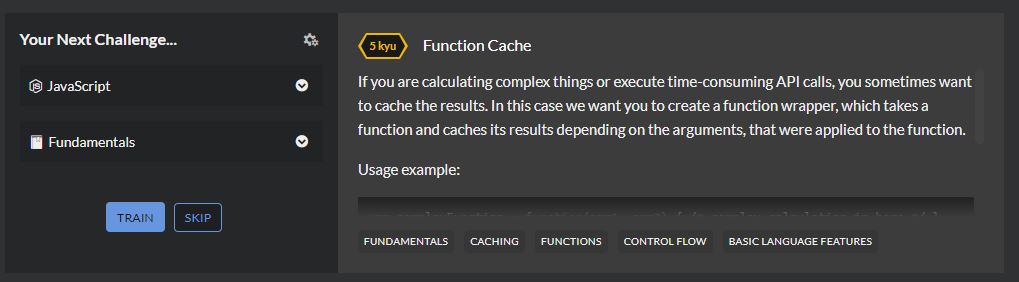 Your Next Challenge...
JavaScript
Fundamentals
TRAIN
SKIP
5 kyu
Function Cache
If you are calculating complex things or execute time-consuming API calls, you sometimes want
to cache the results. In this case we want you to create a function wrapper, which takes a
function and caches its results depending on the arguments, that were applied to the function.
Usage example:
FUNDAMENTALS
CACHING
FUNCTIONS
CONTROL FLOW
BASIC LANGUAGE FEATURES